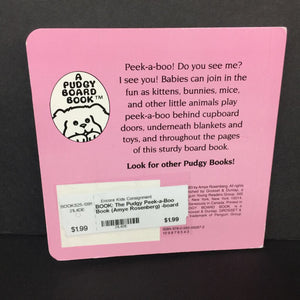 A PUDGY BOARD BOOK™
Peek-a-boo! Do you see me?
I see you! Babies can join in the
fun as kittens, bunnies, mice,
and other little animals play
peek-a-boo behind cupboard
doors, underneath blankets and
toys, and throughout the pages
of this sturdy board book.
Look for other Pudgy Books!
Encore Kids Consignment
BOOK: The Pudgy Peek-a-Boo
Book (Amye Rosenberg) -board
$1.99
$1.99